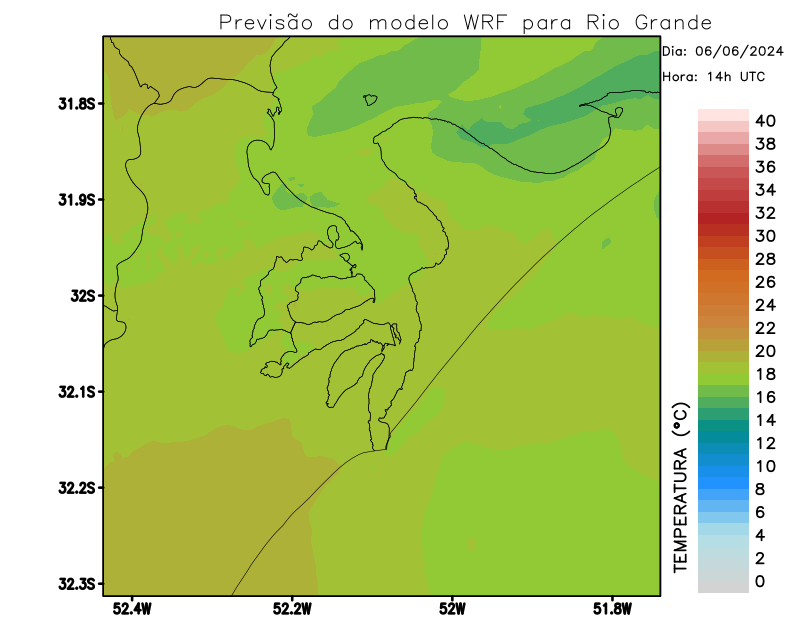 Previsão do modelo WRF para Rio Grande
Dia: 06/06/2024
Hora: 14h UTC
31.8S
31.9S
32S
32.1S
32.2S
32.3S
52.4W
52.2W
52W
51.8W
TEMPERATURA (°C)
40
38
36
34
32
30
28
26
24
22
20
18
16
14
12
10
8
6
4
2
0